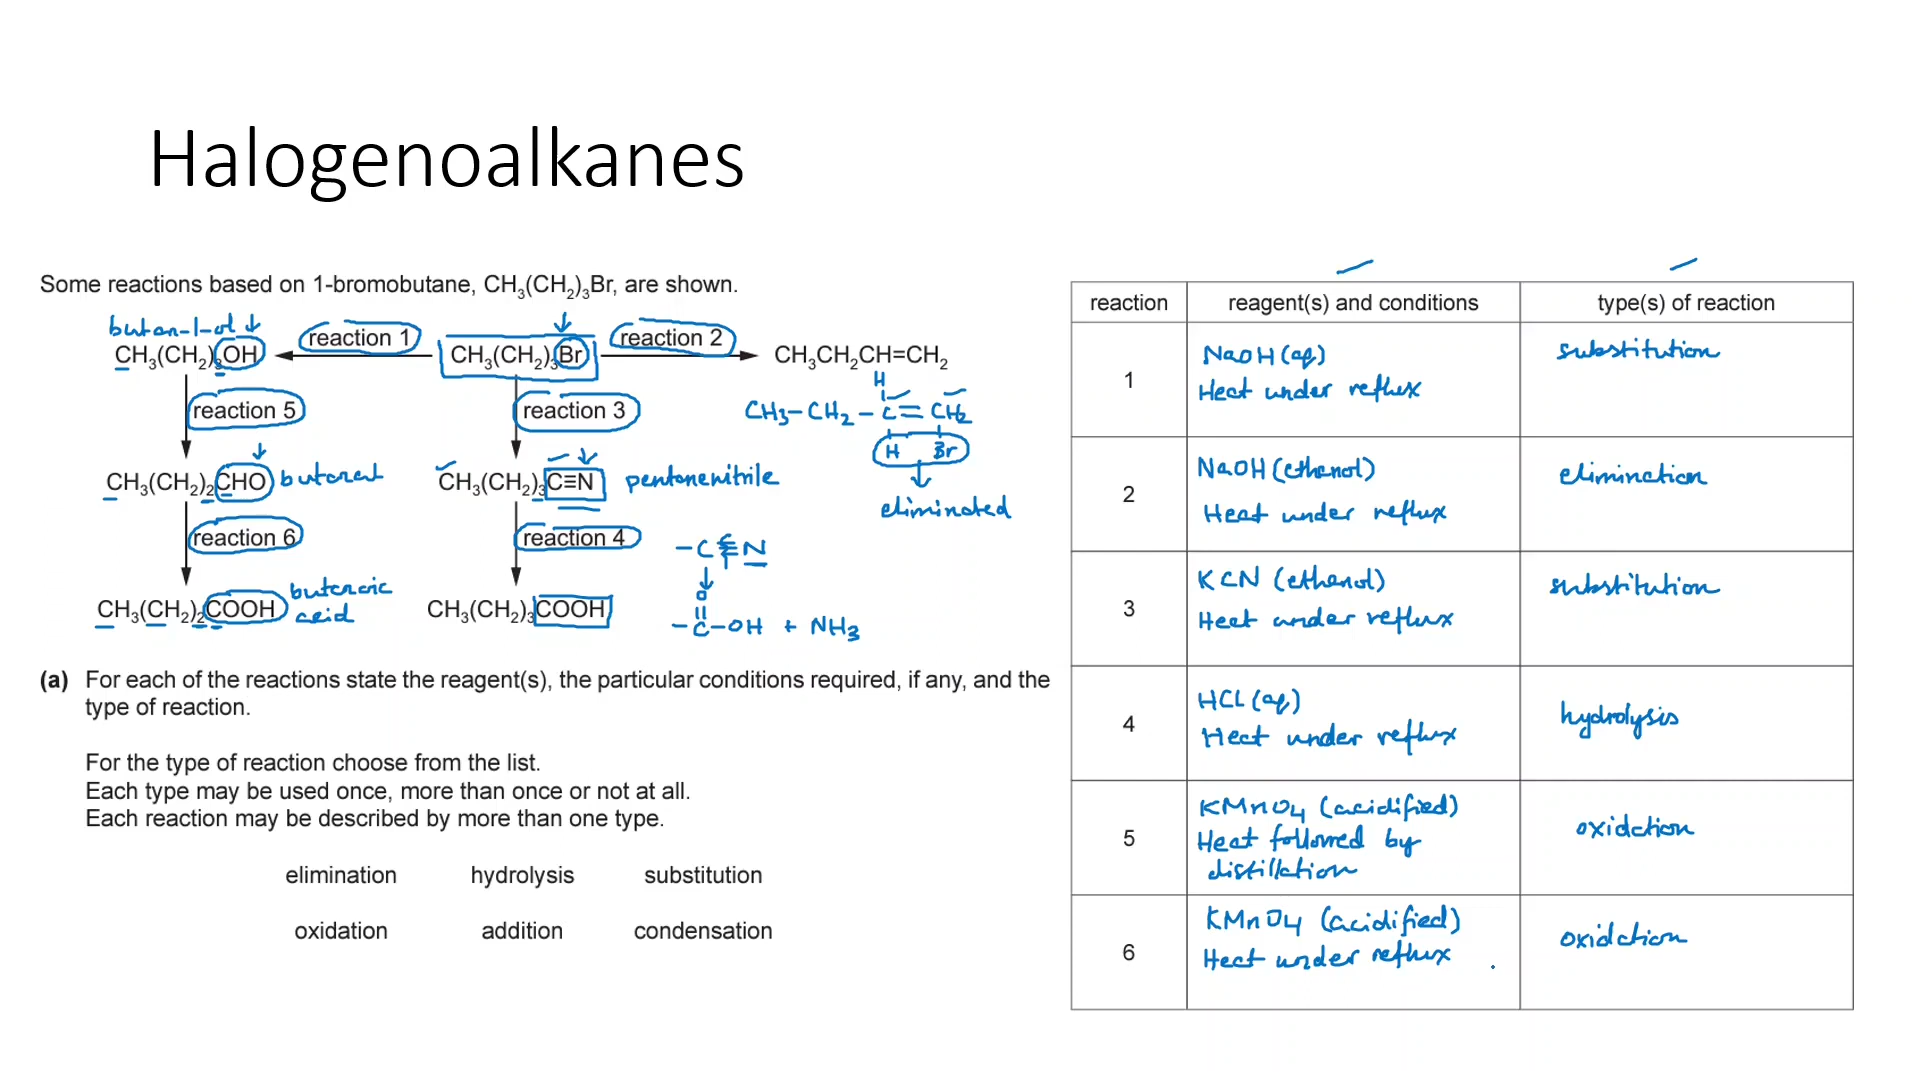 Halogenoalkanes
Some reactions based on 1-bromobutane, CH₃(CH₂)₃Br, are shown.
butan-1-ol
reaction 1
reaction 2
CH₃(CH₂)₃OH
CH₃(CH₂)₃Br
CH₃CH₂CH=CH₂
H
reaction 5
reaction 3
CH₃-CH₂-C=CH₂
H Br
CH₃(CH₂)₂CHO
butanal
CH₃(CH₂)₃C≡N
pentanenitrile
eliminated
reaction 6
reaction 4
-C≡N
CH₃(CH₂)₂COOH
butanoic
acid
CH₃(CH₂)₃COOH
O
-C-OH + NH₃
(a) For each of the reactions state the reagent(s), the particular conditions required, if any, and the
type of reaction.
For the type of reaction choose from the list.
Each type may be used once, more than once or not at all.
Each reaction may be described by more than one type.
elimination hydrolysis substitution
oxidation addition condensation
reaction reagent(s) and conditions type(s) of reaction
1
NaOH (aq)
Heat under reflux
substitution
2
NaOH (ethanol)
Heat under reflux
elimination
3
KCN (ethanol)
Heat under reflux
substitution
4
HCl (aq)
Heat under reflux
hydrolysis
5
KMnO4 (acidified)
Heat followed by
distillation
oxidation
6
KMnO4 (acidified)
Heat under reflux
oxidation